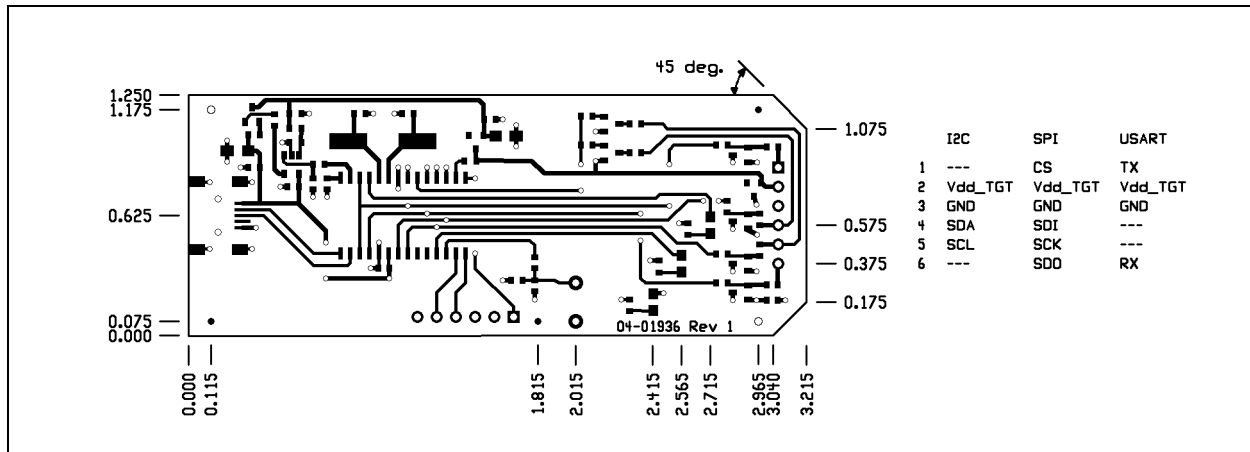 45 deg.
1.250
1.175
0.625
0.075
0.000
1.075
0.575
0.375
0.175
I2C SPI USART
1 --- CS TX
2 Vdd_TGT Vdd_TGT Vdd_TGT
3 GND GND GND
4 SDA SDI ---
5 SCL SCK ---
6 --- SDO RX
04-01936 Rev 1
0.000
0.115
1.815
2.015
2.415
2.565
2.715
2.965
3.040
3.215